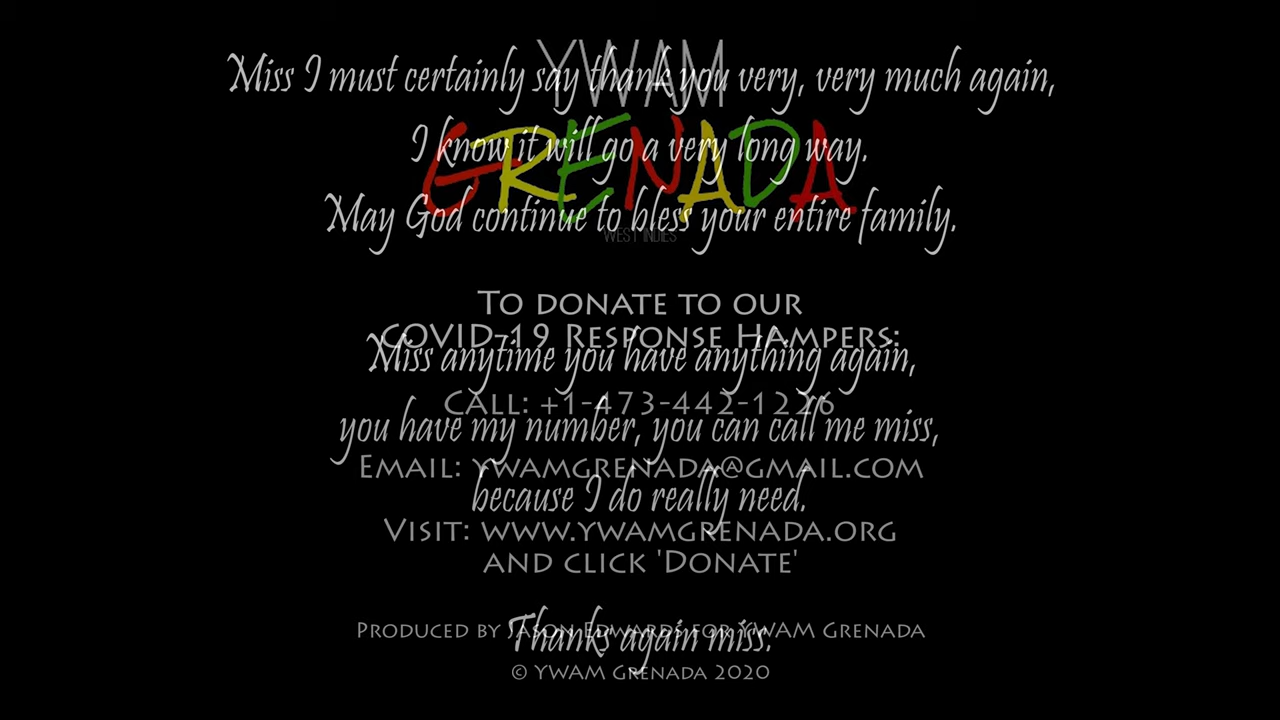 YWAM
Miss I must certainly say thank you very, very much again,
GRENADA
I know it will go a very long way.
May God continue to bless your entire family.
WEST INDIES
To donate to our
COVID-19 Response Hampers:
Miss anytime you have anything again,
Call: +1-473-442-1226
you have my number, you can call me miss,
Email: ywamgrenada@gmail.com
because I do really need.
Visit: www.ywamgrenada.org
and click 'Donate'
Produced by Jason Edwards for YWAM Grenada
Thanks again miss.
© YWAM Grenada 2020